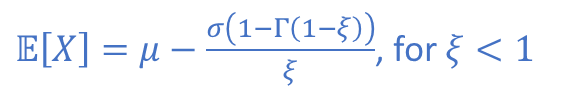 𝔼[X] = μ − σ(1−Γ(1−ξ))/ξ, for ξ < 1